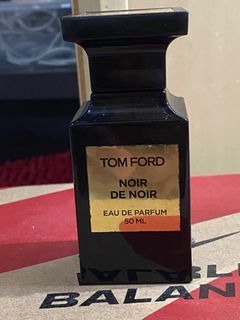 TOM FORD
NOIR
DE NOIR
EAU DE PARFUM
50 ML
BALAN